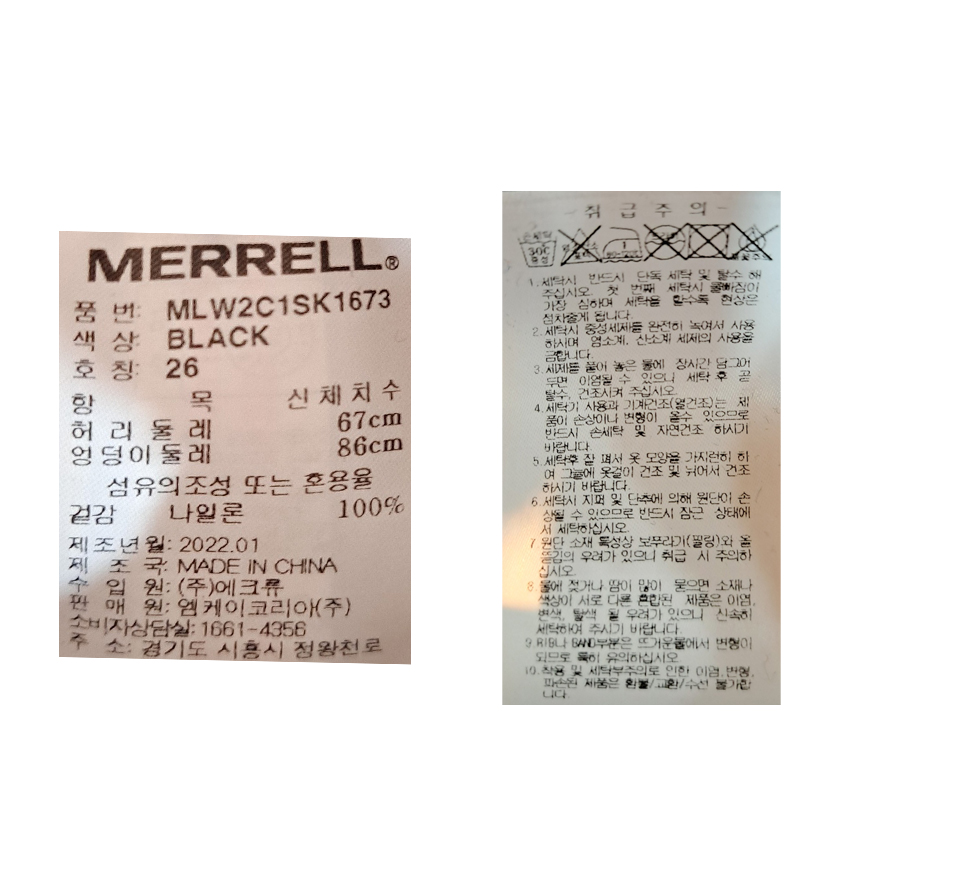 MERRELL®
품 번: MLW2C1SK1673
색 상: BLACK
호 칭: 26
항 목 신체치수
허 리 둘 레 67cm
엉덩이둘레 86cm
섬유의조성 또는 혼용율
겉감 나일론 100%
제조년월: 2022.01
제 조 국: MADE IN CHINA
수 입 원: (주)에크류
판 매 원: 엠케이코리아(주)
소비자상담실: 1661-4356
주 소: 경기도 시흥시 정왕천로
- 취 급 주 의 -
손세탁
30℃
중성
1.세탁시 반드시 단독 세탁 및 탈수 해
주십시오. 첫 번째 세탁시 물빠짐이
가장 심하며 세탁을 할수록 현상은
점차줄게 됩니다.
2.세탁시 중성세제를 완전히 녹여서 사용
하시며 염소계, 산소계 세제의 사용을
금합니다.
3.세제를 풀어 놓은 물에 장시간 담그어
두면 이염될 수 있으니 세탁 후 곧
탈수, 건조시켜 주십시오.
4.세탁기 사용과 기계건조(열건조)는 제
품이 손상이나 변형이 올수 있으므로
반드시 손세탁 및 자연건조 하시기
바랍니다.
5.세탁후 잘 펴서 옷 모양을 가지런히 하
여 그늘에 옷걸이 건조 및 뉘어서 건조
하시기 바랍니다.
6.세탁시 지퍼 및 단추에 의해 원단이 손
상될 수 있으므로 반드시 잠근 상태에
서 세탁하십시오.
7.원단 소재 특성상 보푸라기(필링)와 올
뜯김의 우려가 있으니 취급 시 주의하
십시오.
8.물에 젖거나 땀이 많이 묻으면 소재나
색상이 서로 다른 혼합된 제품은 이염,
변색, 탈색 될 우려가 있으니 신속히
세탁하여 주시기 바랍니다.
9.RIB나 BAND부분은 뜨거운물에서 변형이
되므로 특히 유의하십시오.
10.착용 및 세탁부주의로 인한 이염,변형,
파손된 제품은 환불/교환/수선 불가합
니다.